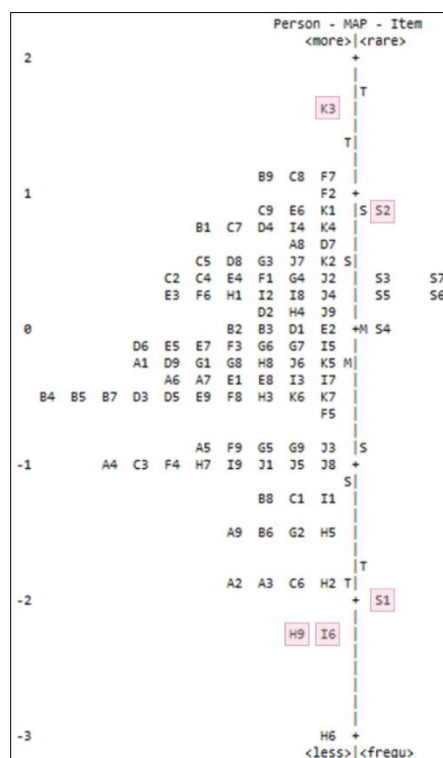 Person - MAP - Item
<more>|<rare>
2 +
|
|T
K3 |
|
T|
|
B9 C8 F7 |
1 F2 +
C9 E6 K1 |S S2
B1 C7 D4 I4 K4 |
A8 D7 |
C5 D8 G3 J7 K2 S|
C2 C4 E4 F1 G4 J2 | S3 S7
E3 F6 H1 I2 I8 J4 | S5 S6
D2 H4 J9 |
0 B2 B3 D1 E2 +M S4
D6 E5 E7 F3 G6 G7 I5 |
A1 D9 G1 G8 H8 J6 K5 M|
A6 A7 E1 E8 I3 I7 |
B4 B5 B7 D3 D5 E9 F8 H3 K6 K7 |
F5 |
|
A5 F9 G5 G9 J3 |S
-1 A4 C3 F4 H7 I9 J1 J5 J8 +
S|
B8 C1 I1 |
|
A9 B6 G2 H5 |
|
|T
A2 A3 C6 H2 T|
-2 + S1
|
H9 I6 |
|
|
|
|
|
-3 H6 +
<less>|<frequ>